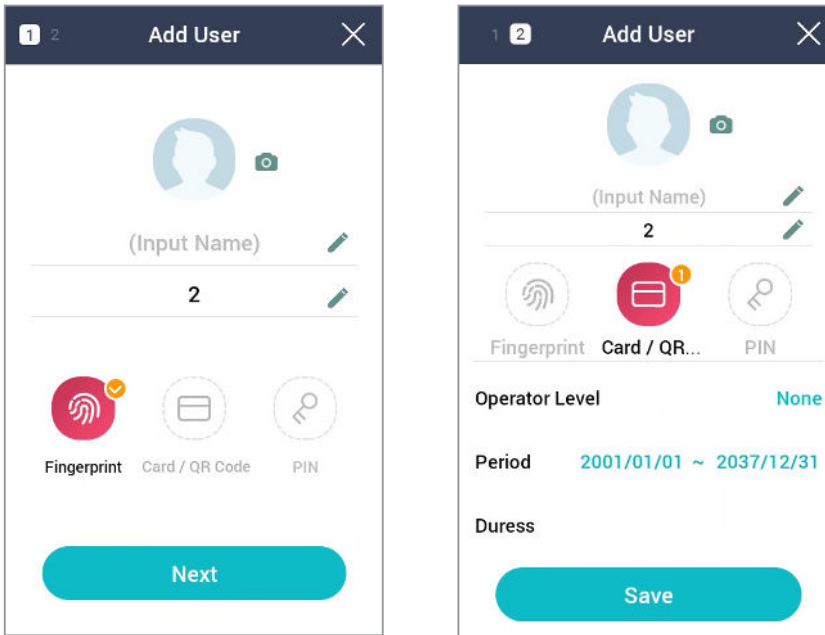 1 2 Add User
(Input Name)
2
Fingerprint Card / QR Code PIN
Next
1 2 Add User
(Input Name)
2
1
Fingerprint Card / QR... PIN
Operator Level None
Period 2001/01/01 ~ 2037/12/31
Duress
Save